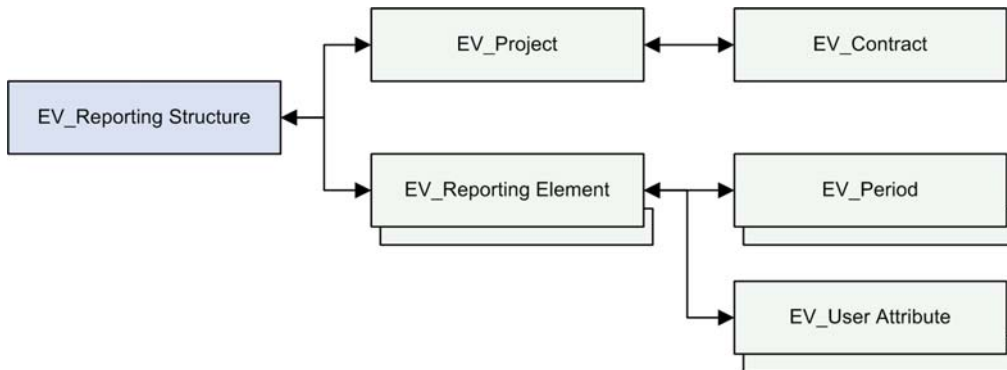 EV_Project
EV_Contract
EV_Reporting Structure
EV_Reporting Element
EV_Period
EV_User Attribute